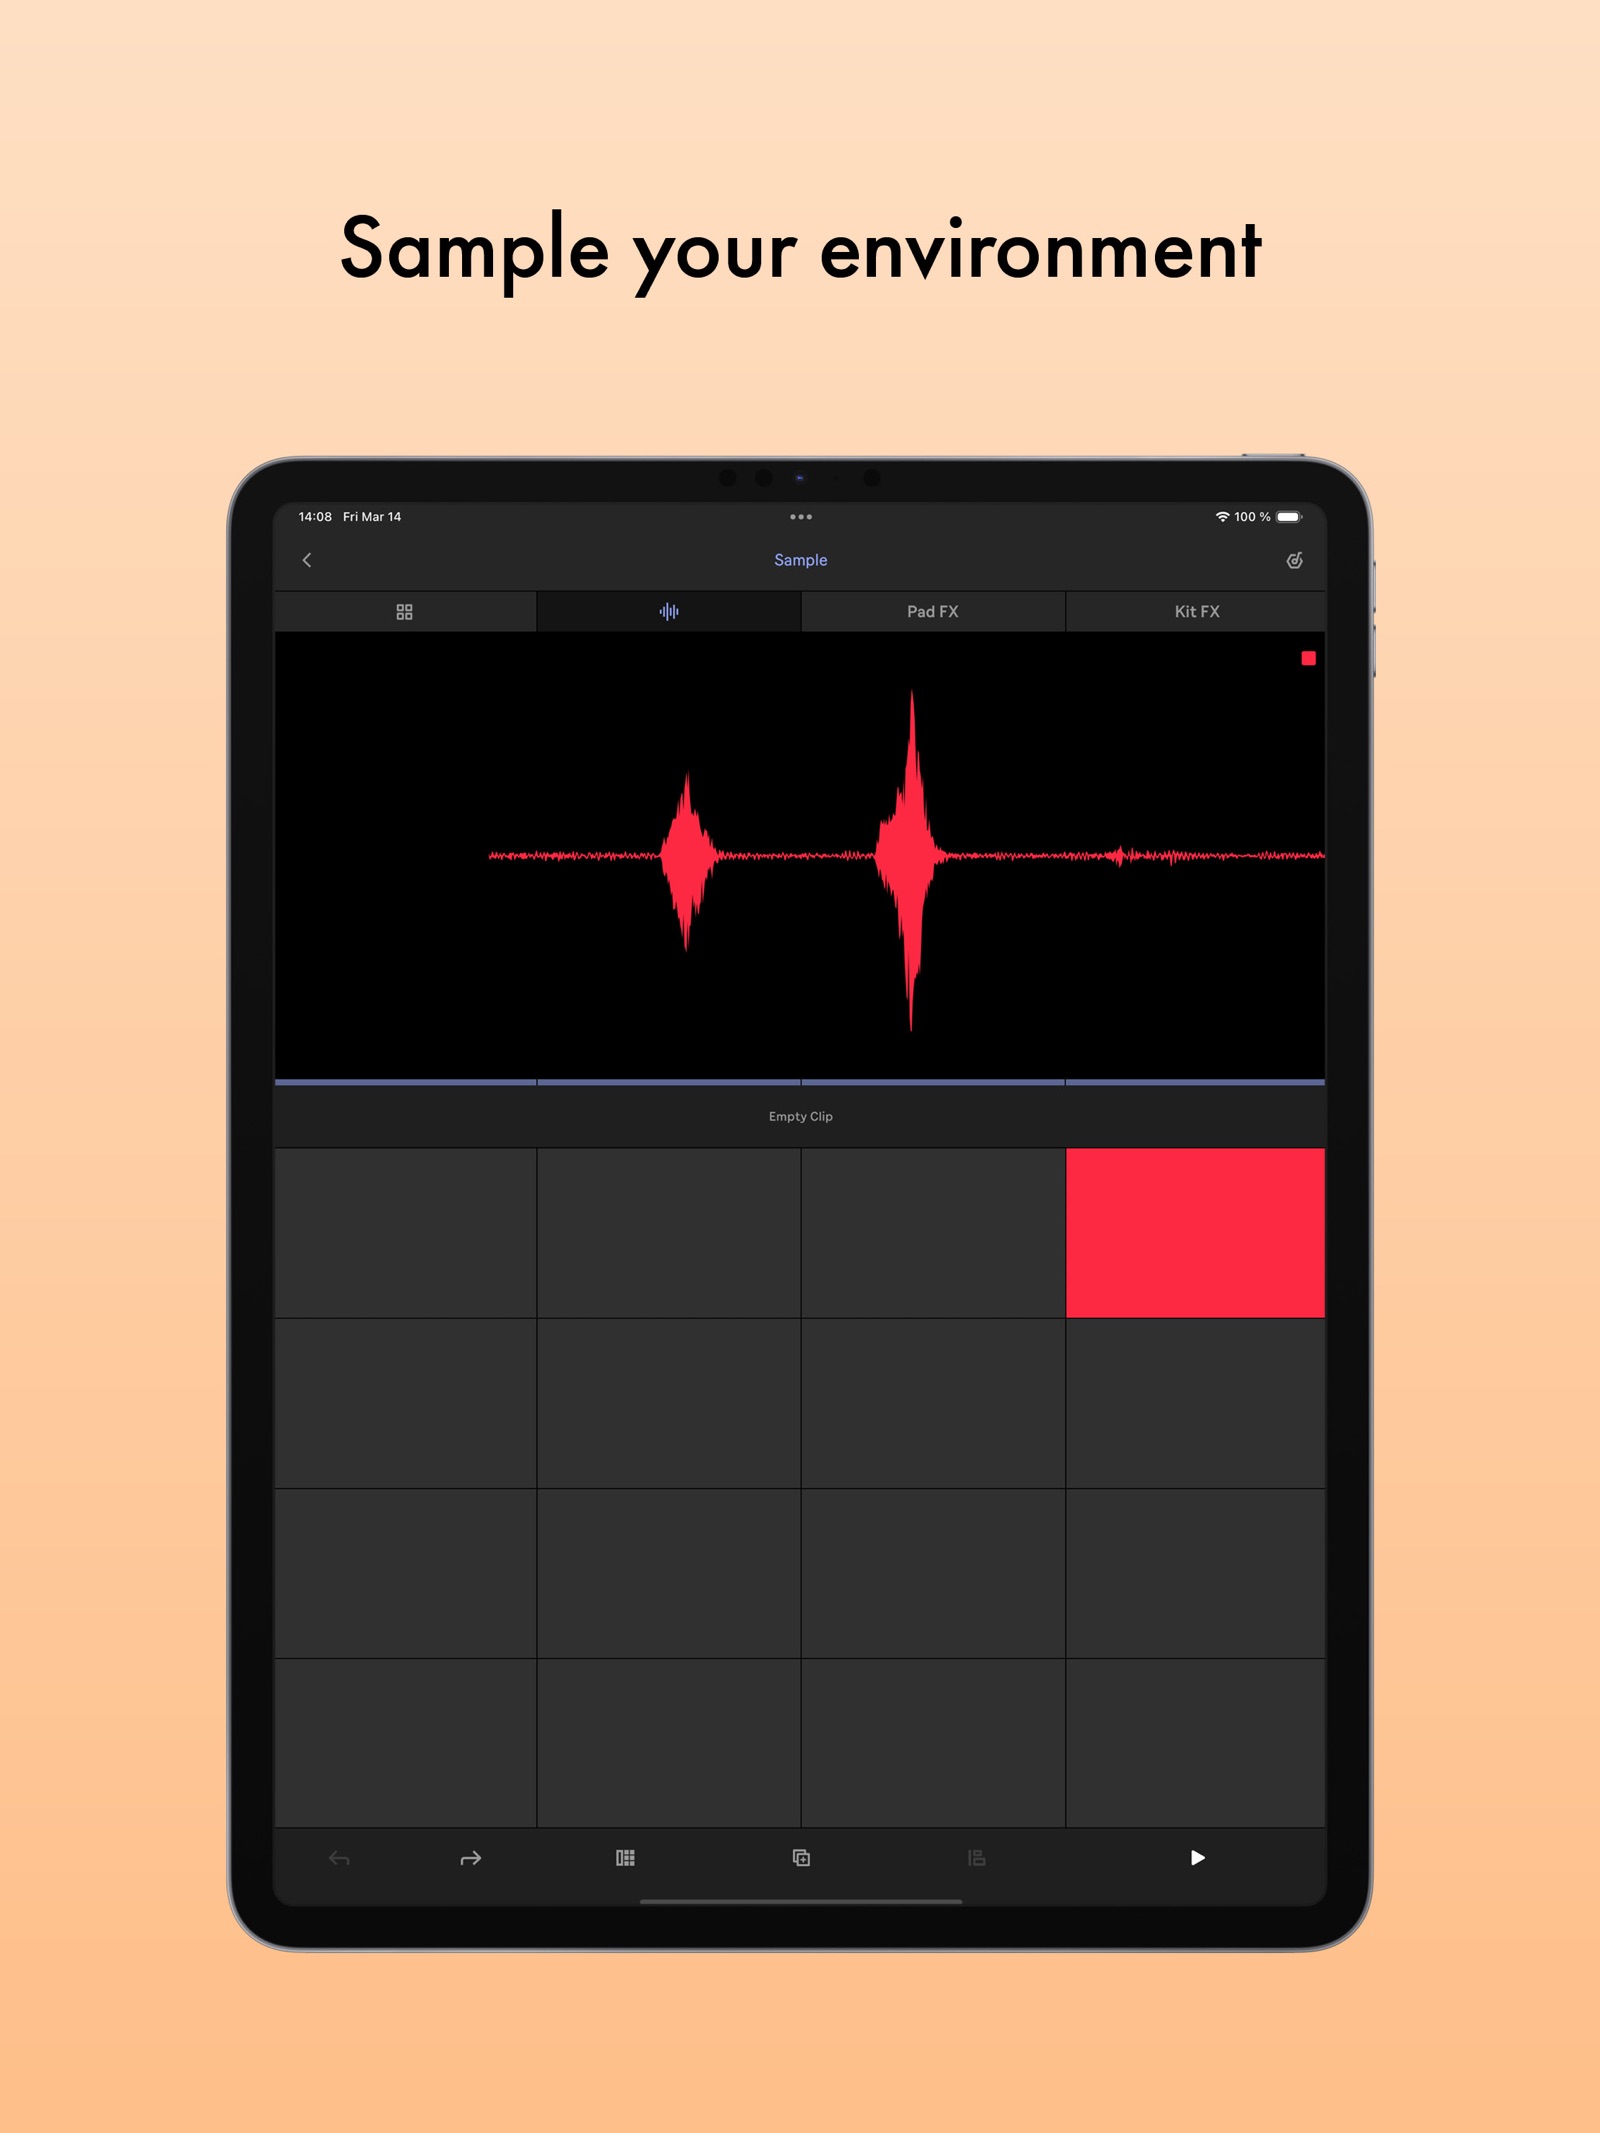 Sample your environment
14:08 Fri Mar 14
100 %
Sample
Pad FX
Kit FX
Empty Clip